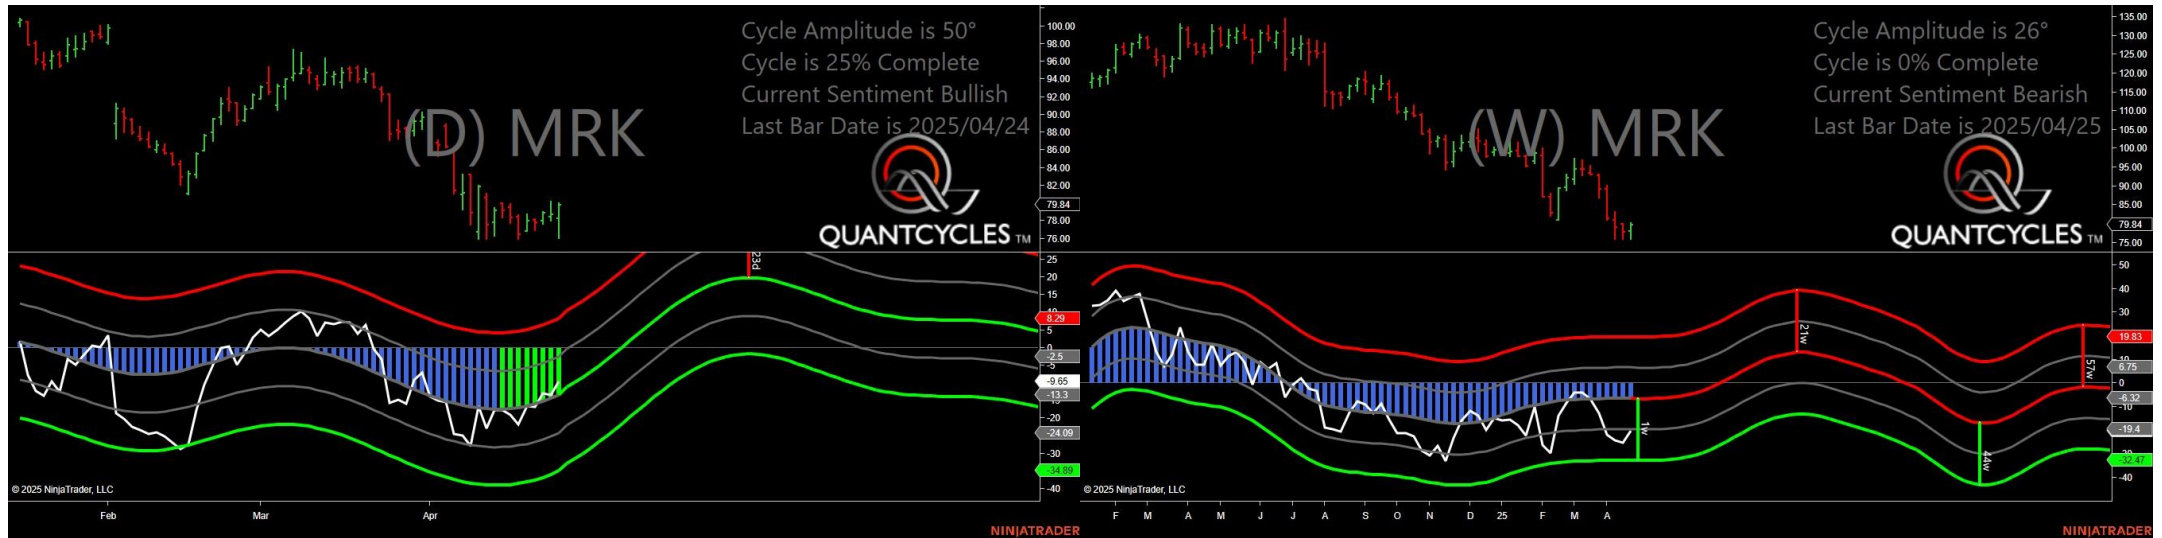 Cycle Amplitude is 50°
Cycle is 25% Complete
Current Sentiment Bullish
Last Bar Date is 2025/04/24
(D) MRK
QUANTCYCLES TM
100.00
98.00
96.00
94.00
92.00
90.00
88.00
86.00
84.00
82.00
79.84
78.00
76.00
23d
25
20
15
10
8.29
5
0
-2.5
-5
-9.65
-13.3
-20
-24.09
-30
-34.89
-40
© 2025 NinjaTrader, LLC
Feb
Mar
Apr
NINJATRADER
Cycle Amplitude is 26°
Cycle is 0% Complete
Current Sentiment Bearish
Last Bar Date is 2025/04/25
(W) MRK
QUANTCYCLES TM
135.00
130.00
125.00
120.00
115.00
110.00
105.00
100.00
95.00
90.00
85.00
79.84
75.00
21w
57w
1w
44w
50
40
30
19.83
10
6.75
0
-6.32
-10
-19.4
-32.47
-40
© 2025 NinjaTrader, LLC
F
M
A
M
J
J
A
S
O
N
D
25
F
M
A
NINJATRADER